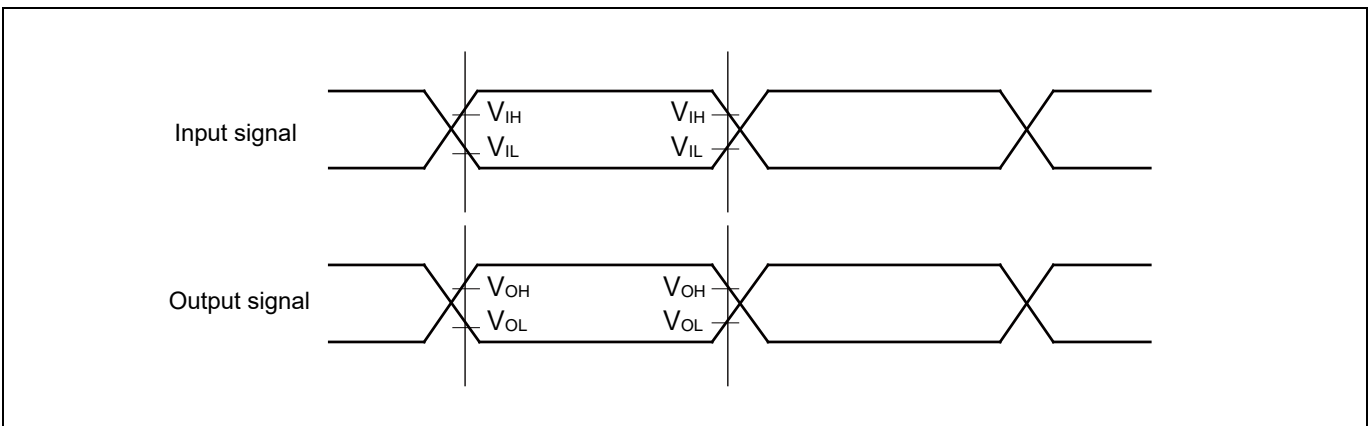 Input signal
VIH
VIH
VIL
VIL
Output signal
VOH
VOH
VOL
VOL